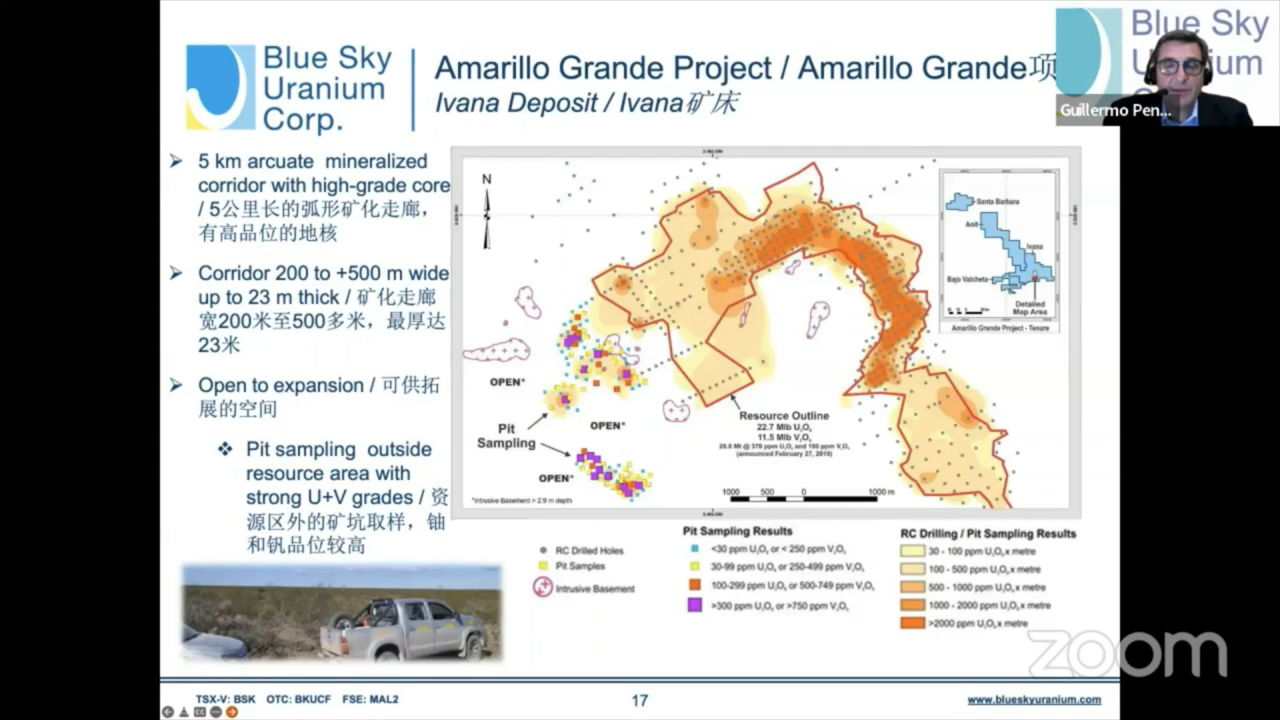 Blue Sky
Uranium
Corp.
Amarillo Grande Project / Amarillo Grande项
Ivana Deposit / Ivana矿床
Blue Sky
Guillermo Pen...
5 km arcuate mineralized
corridor with high-grade core
/ 5公里长的弧形矿化走廊，
有高品位的地核
Corridor 200 to +500 m wide
up to 23 m thick / 矿化走廊
宽200米至500多米，最厚达
23米
Open to expansion / 可供拓
展的空间
Pit sampling outside
resource area with
strong U+V grades / 资
源区外的矿坑取样，铀
和钒品位较高
N
OPEN*
OPEN*
Pit
Sampling
OPEN*
*Intrusive Basement > 2.9 m depth
Resource Outline
22.7 Mlb U₃O₈
11.5 Mlb V₂O₅
(announced February 27, 2019)
1000 500 0 1000 m
Santa Barbara
Anit
Ivana
Bajo Valcheta
Detailed
Map Area
Amarillo Grande Project - Tenure
RC Drilled Holes
Pit Samples
Intrusive Basement
Pit Sampling Results
<30 ppm U₃O₈ or < 250 ppm V₂O₅
30-99 ppm U₃O₈ or 250-499 ppm V₂O₅
100-299 ppm U₃O₈ or 500-749 ppm V₂O₅
>300 ppm U₃O₈ or >750 ppm V₂O₅
RC Drilling / Pit Sampling Results
30 - 100 ppm U₃O₈ x metre
100 - 500 ppm U₃O₈ x metre
500 - 1000 ppm U₃O₈ x metre
1000 - 2000 ppm U₃O₈ x metre
>2000 ppm U₃O₈ x metre
zoom
TSX-V: BSK OTC: BKUCF FSE: MAL2
17
www.blueskyuranium.com